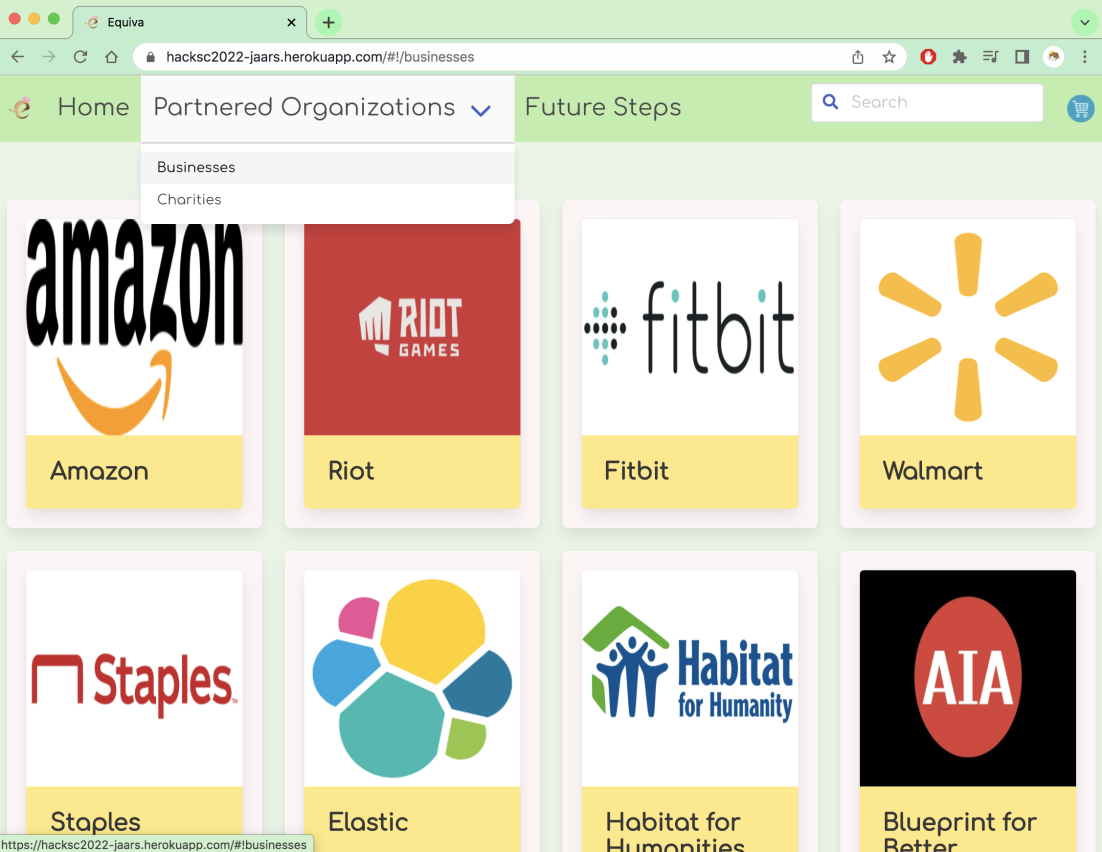 Equiva
hacksc2022-jaars.herokuapp.com/#!/businesses
Home
Partnered Organizations
Future Steps
Search
Businesses
Charities
amazon
RIOT
GAMES
fitbit
Amazon
Riot
Fitbit
Walmart
Staples
Habitat
for Humanity
AIA
Staples
Elastic
Habitat for
Humanities
Blueprint for
Better
https://hacksc2022-jaars.herokuapp.com/#!businesses